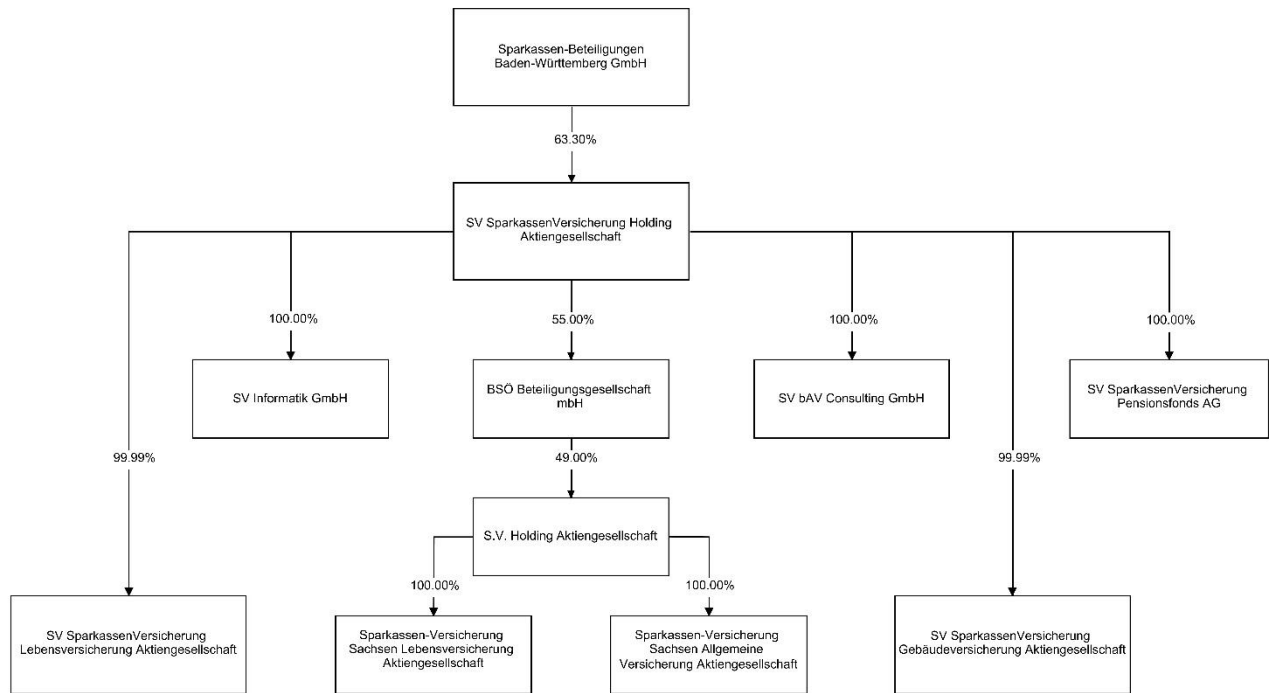 Sparkassen-Beteiligungen
Baden-Württemberg GmbH
63.30%
SV SparkassenVersicherung Holding
Aktiengesellschaft
100.00%
55.00%
100.00%
100.00%
SV Informatik GmbH
BSÖ Beteiligungsgesellschaft
mbH
SV bAV Consulting GmbH
SV SparkassenVersicherung
Pensionsfonds AG
99.99%
49.00%
99.99%
S.V. Holding Aktiengesellschaft
100.00%
100.00%
SV SparkassenVersicherung
Lebensversicherung Aktiengesellschaft
Sparkassen-Versicherung
Sachsen Lebensversicherung
Aktiengesellschaft
Sparkassen-Versicherung
Sachsen Allgemeine
Versicherung Aktiengesellschaft
SV SparkassenVersicherung
Gebäudeversicherung Aktiengesellschaft